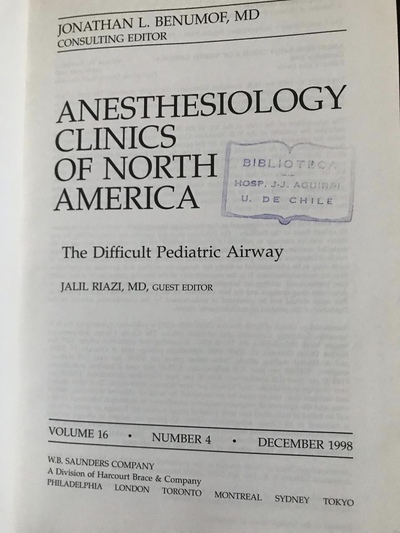 JONATHAN L. BENUMOF, MD
CONSULTING EDITOR
ANESTHESIOLOGY
CLINICS
OF NORTH
AMERICA
BIBLIOTECA
HOSP. J.J. AGUIRRE
U. DE CHILE
The Difficult Pediatric Airway
JALIL RIAZI, MD, GUEST EDITOR
VOLUME 16 • NUMBER 4 • DECEMBER 1998
W.B. SAUNDERS COMPANY
A Division of Harcourt Brace & Company
PHILADELPHIA LONDON TORONTO MONTREAL SYDNEY TOKYO